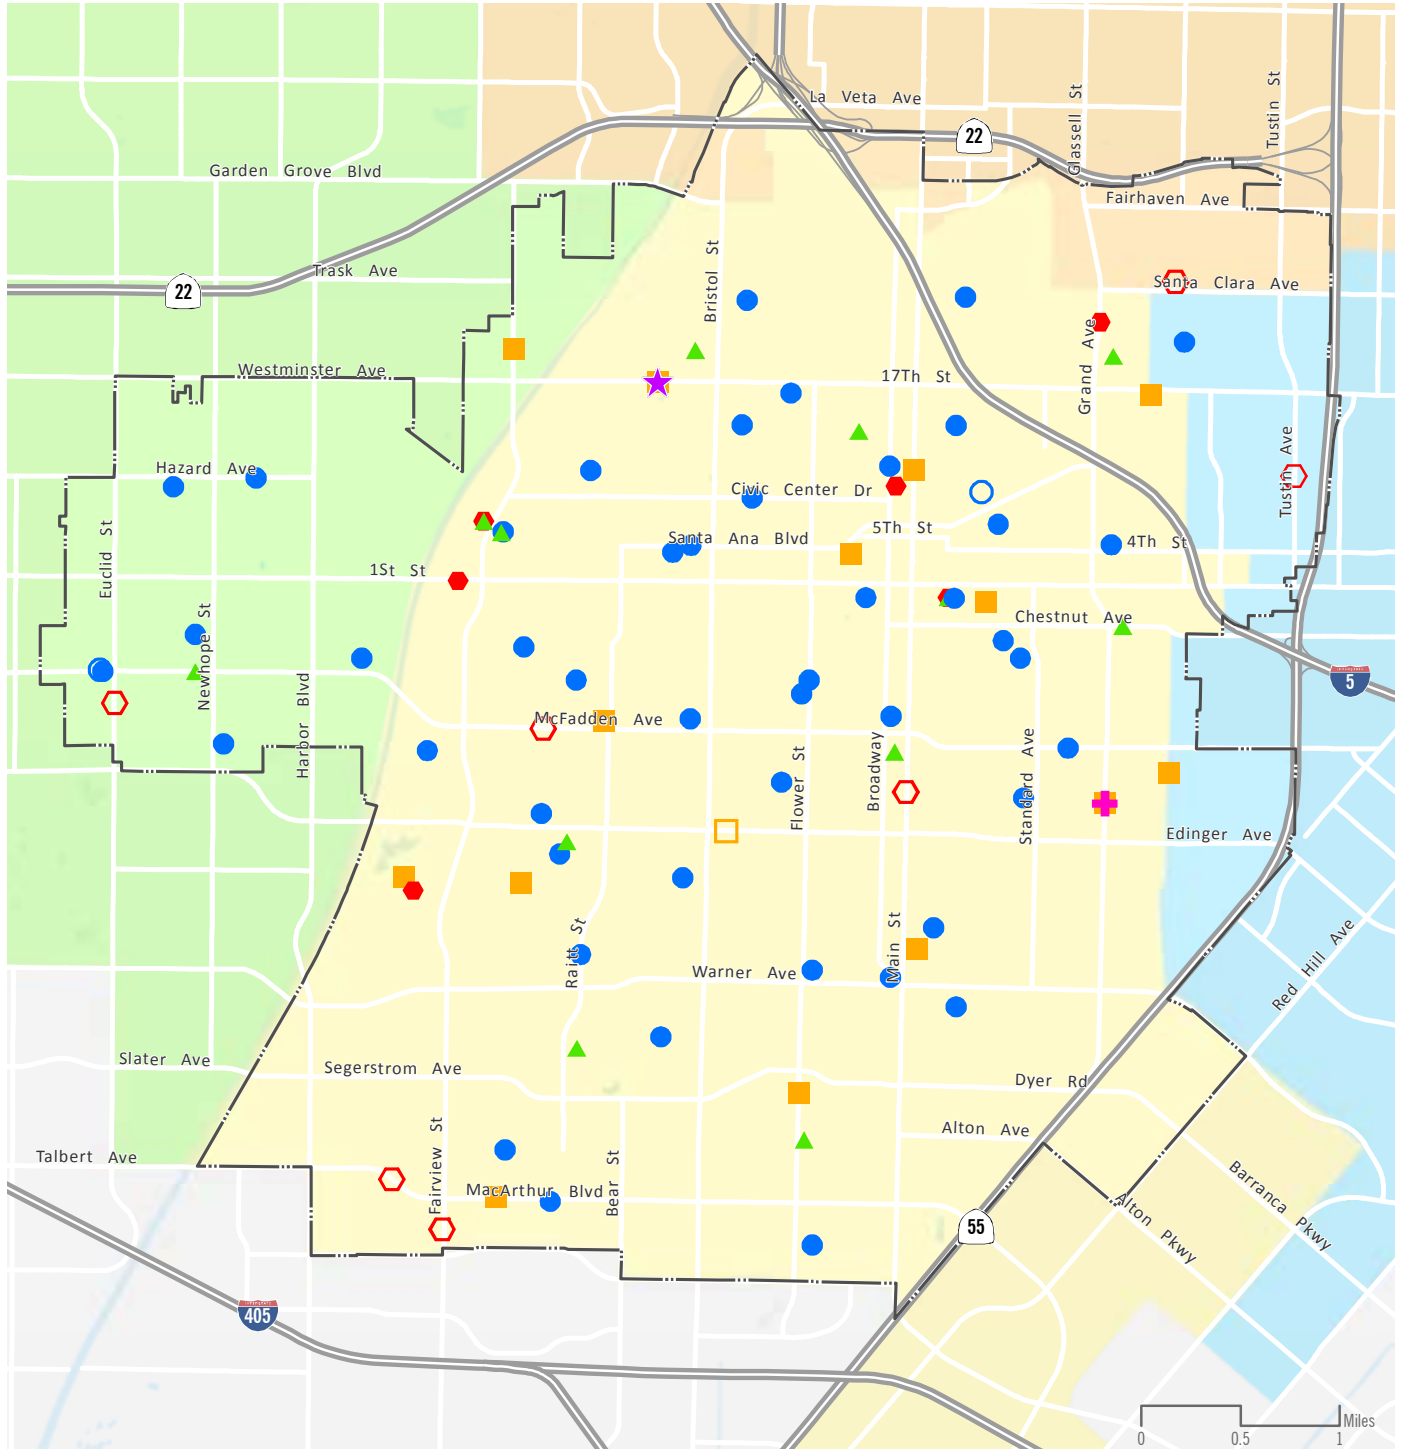 La Veta Ave
22
Glassell St
Tustin St
Garden Grove Blvd
Fairhaven Ave
Trask Ave
22
Bristol St
Santa Clara Ave
Westminster Ave
17Th St
Grand Ave
Hazard Ave
Civic Center Dr
Tustin Ave
5Th St
Santa Ana Blvd
4Th St
Euclid St
1St St
Chestnut Ave
Newhope St
5
Harbor Blvd
McFadden Ave
Flower St
Broadway
Standard Ave
Edinger Ave
Raitt St
Main St
Warner Ave
Red Hill Ave
Slater Ave
Segerstrom Ave
Dyer Rd
Alton Ave
Talbert Ave
Fairview St
Bear St
MacArthur Blvd
Barranca Pkwy
Alton Pkwy
55
405
Miles
0 0.5 1